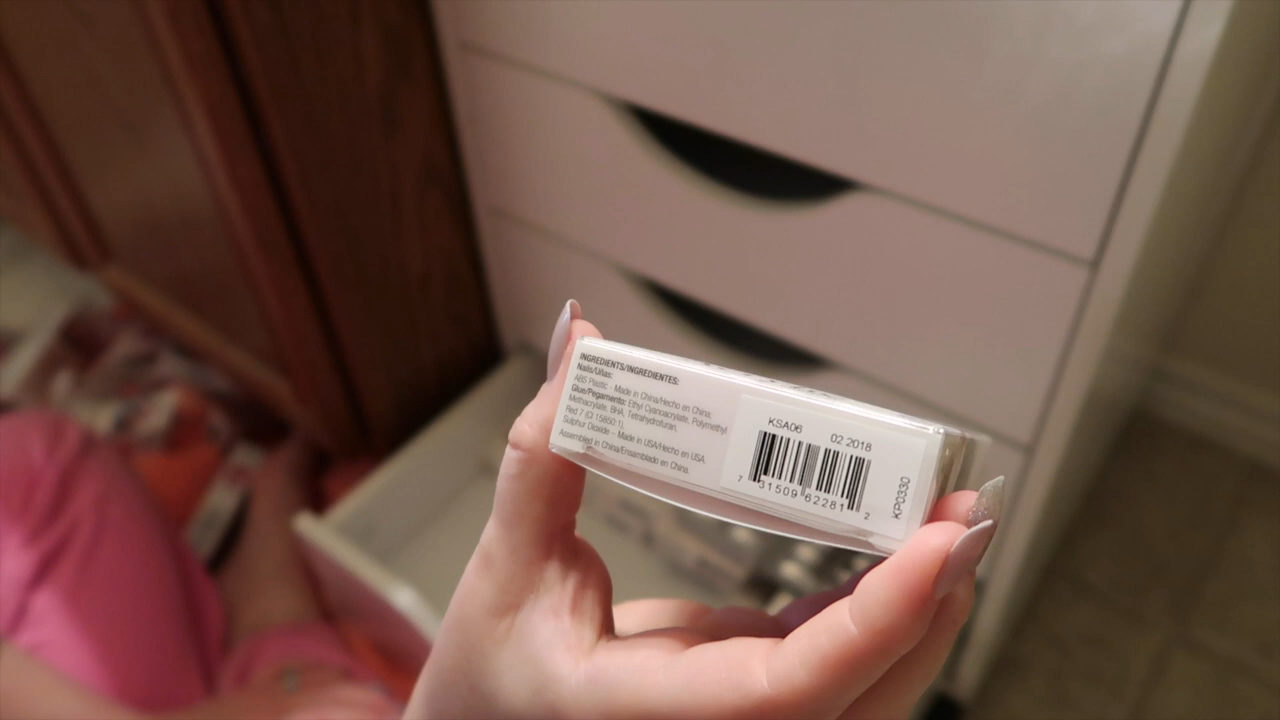 INGREDIENTS/INGREDIENTES:
Nails/Uñas:
ABS Plastic - Made in China/Hecho en China;
Glue/Pegamento: Ethyl Cyanoacrylate, Polymethyl
Methacrylate, BHA, Tetrahydrofuran,
Red 7 (CI 15850:1),
Sulphur Dioxide – Made in USA/Hecho en USA.
Assembled in China/Ensamblado en China.
KSA06 02 2018
7 31509 62281 2
KP0330